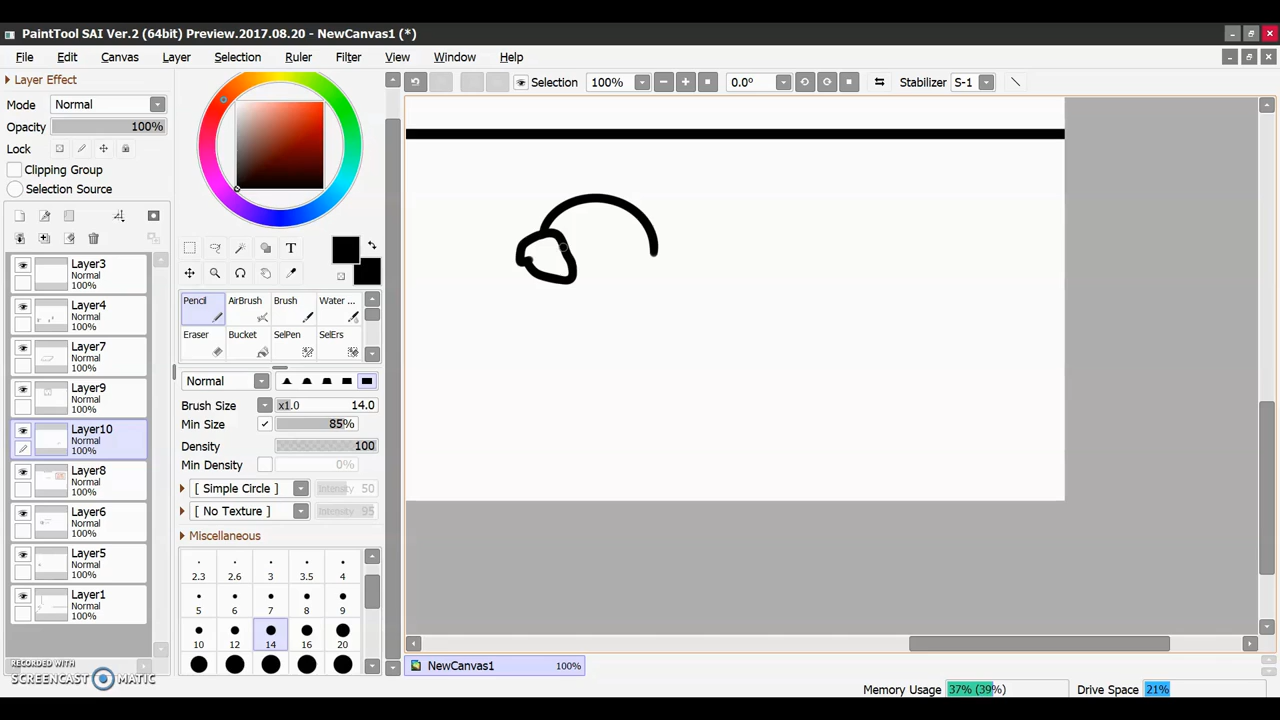 PaintTool SAI Ver.2 (64bit) Preview.2017.08.20 - NewCanvas1 (*)
File Edit Canvas Layer Selection Ruler Filter View Window Help
Layer Effect
Mode Normal
Opacity 100%
Lock
Clipping Group
Selection Source
Layer3
Normal
100%
Layer4
Normal
100%
Layer7
Normal
100%
Layer9
Normal
100%
Layer10
Normal
100%
Layer8
Normal
100%
Layer6
Normal
100%
Layer5
Normal
100%
Layer1
Normal
100%
RECORDED WITH
SCREENCAST MATIC
T
Pencil AirBrush Brush Water ...
Eraser Bucket SelPen SelErs
Normal
Brush Size x1.0 14.0
Min Size 85%
Density 100
Min Density 0%
[ Simple Circle ] Intensity 50
[ No Texture ] Intensity 95
Miscellaneous
2.3 2.6 3 3.5 4
5 6 7 8 9
10 12 14 16 20
Selection 100% 0.0º Stabilizer S-1
NewCanvas1 100%
Memory Usage 37% (39%) Drive Space 21%